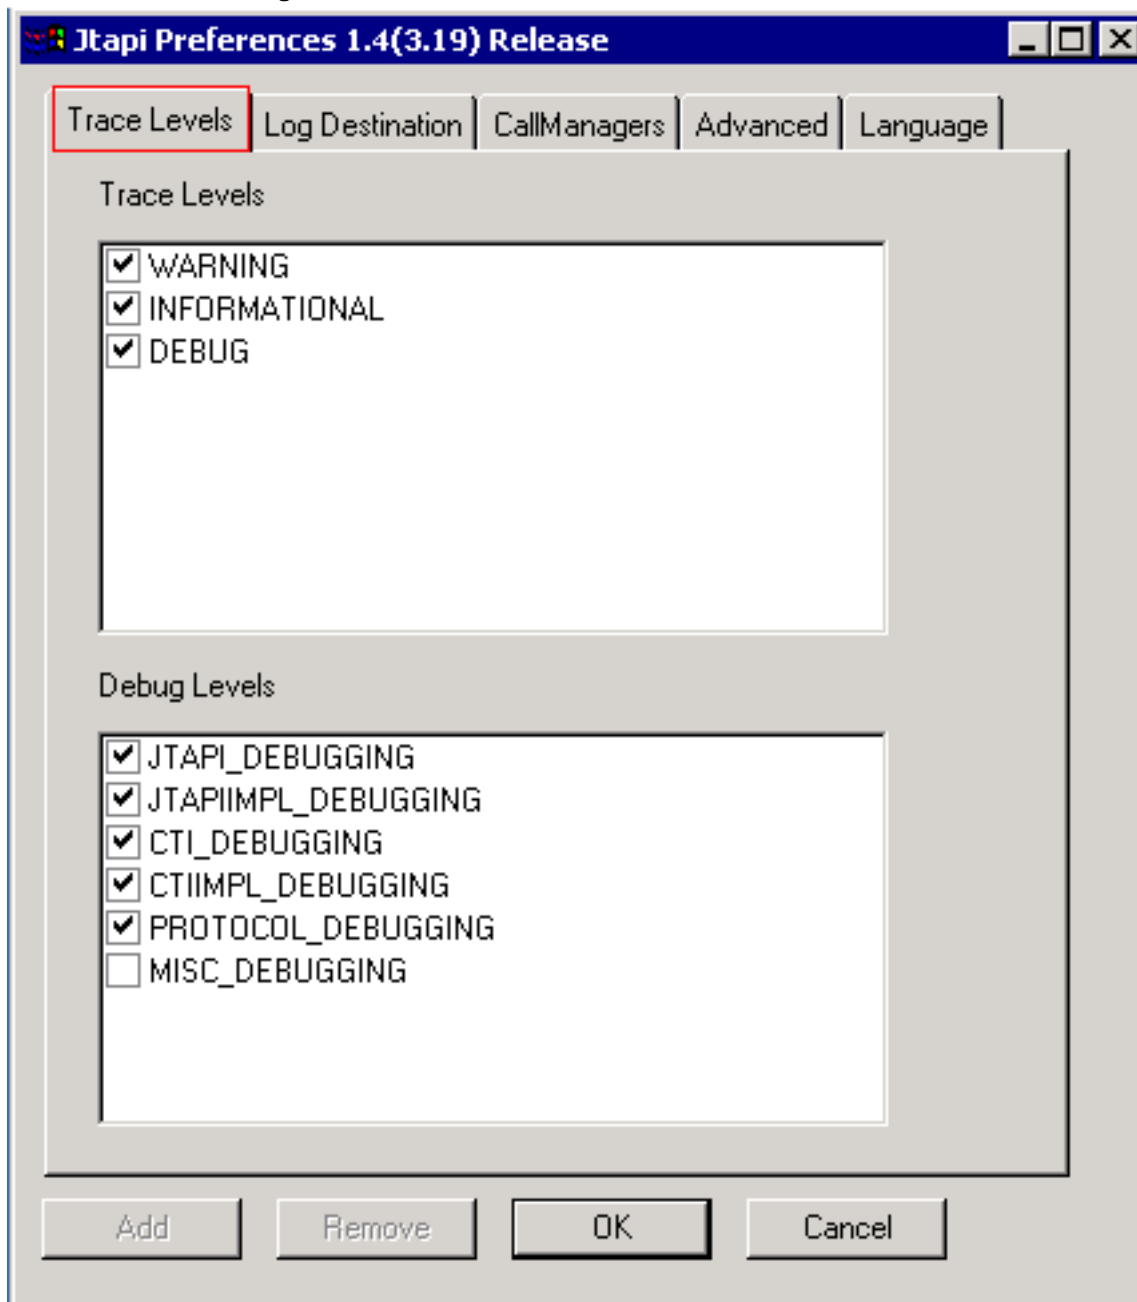 Jtapi Preferences 1.4(3.19) Release
Trace Levels Log Destination CallManagers Advanced Language
Trace Levels
WARNING
INFORMATIONAL
DEBUG
Debug Levels
JTAPI_DEBUGGING
JTAPIIMPL_DEBUGGING
CTI_DEBUGGING
CTIIMPL_DEBUGGING
PROTOCOL_DEBUGGING
MISC_DEBUGGING
Add Remove OK Cancel